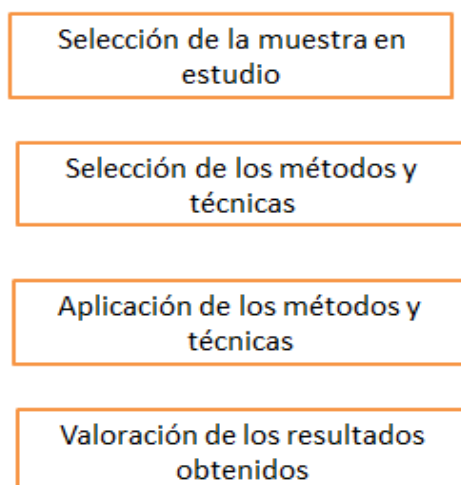 Selección de la muestra en
estudio
Selección de los métodos y
técnicas
Aplicación de los métodos y
técnicas
Valoración de los resultados
obtenidos